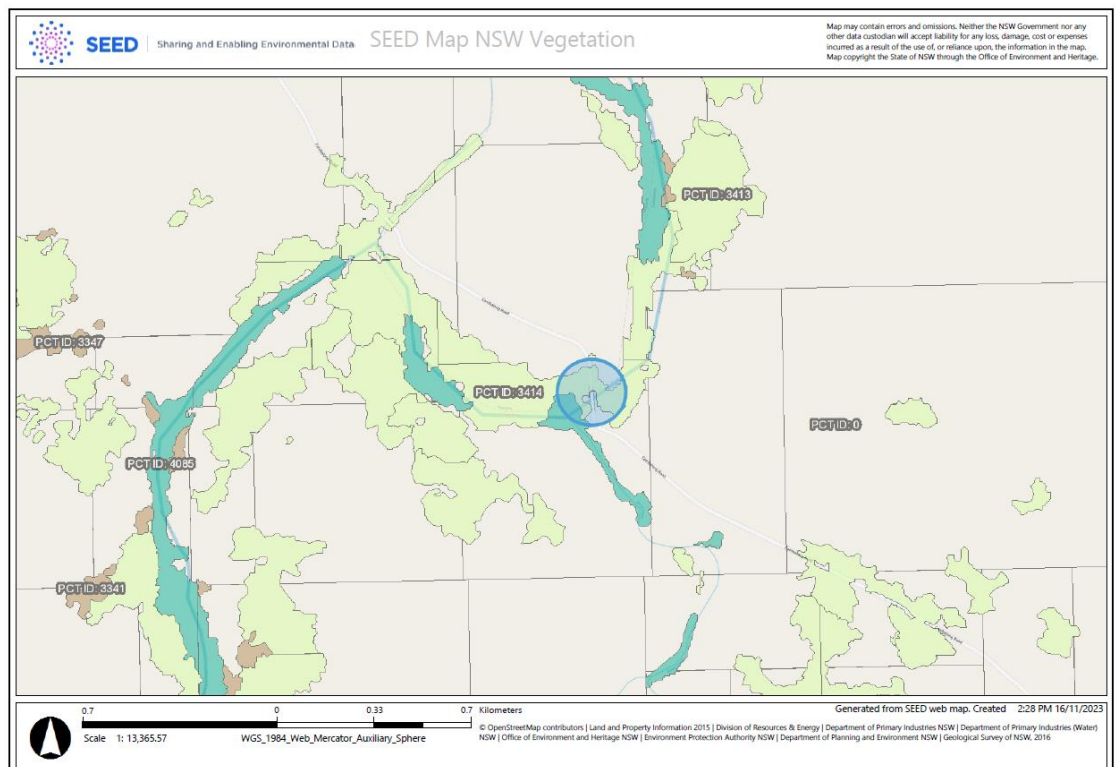 SEED
Sharing and Enabling Environmental Data
SEED Map NSW Vegetation
Map may contain errors and omissions. Neither the NSW Government nor any
other data custodian will accept liability for any loss, damage, cost or expenses
incurred as a result of the use of, or reliance upon, the information in the map.
Map copyright the State of NSW through the Office of Environment and Heritage.
PCT ID: 3413
PCT ID: 3347
PCT ID: 3414
PCT ID: 0
PCT ID: 4085
PCT ID: 3341
0.7 0 0.33 0.7 Kilometers
Scale 1: 13,365.57
WGS_1984_Web_Mercator_Auxiliary_Sphere
Generated from SEED web map. Created 2:28 PM 16/11/2023
© OpenStreetMap contributors | Land and Property Information 2015 | Division of Resources & Energy | Department of Primary Industries NSW | Department of Primary Industries (Water)
NSW | Office of Environment and Heritage NSW | Environment Protection Authority NSW | Department of Planning and Environment NSW | Geological Survey of NSW, 2016